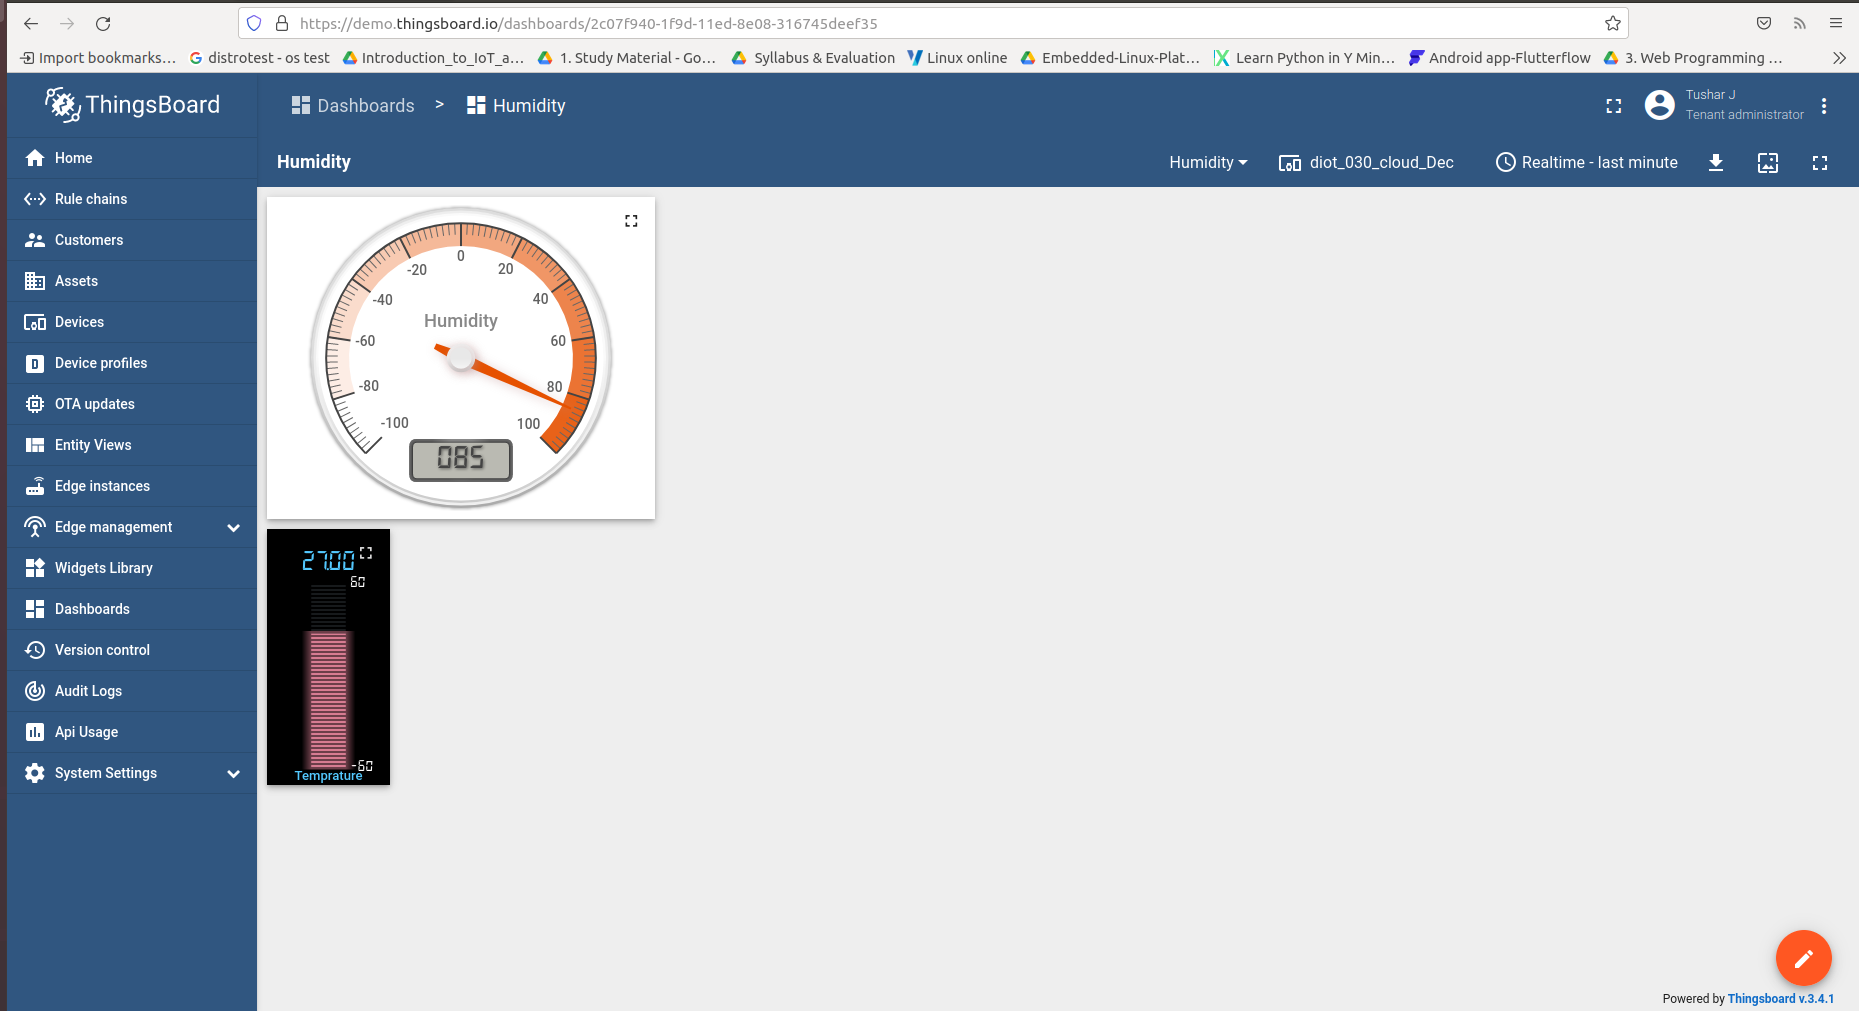 https://demo.thingsboard.io/dashboards/2c07f940-1f9d-11ed-8e08-316745deef35
Import bookmarks... distrotest - os test Introduction_to_IoT_a... 1. Study Material - Go... Syllabus & Evaluation Linux online Embedded-Linux-Plat... Learn Python in Y Min... Android app-Flutterflow 3. Web Programming ...
ThingsBoard
Dashboards > Humidity
Tushar J
Tenant administrator
Humidity
Humidity
diot_030_cloud_Dec
Realtime - last minute
Home
Rule chains
Customers
Assets
Devices
D Device profiles
OTA updates
Entity Views
Edge instances
Edge management
Widgets Library
Dashboards
Version control
Audit Logs
Api Usage
System Settings
0
-20 20
-40 40
Humidity
-60 60
-80 80
-100 100
085
27.00
60
-60
Temprature
Powered by Thingsboard v.3.4.1